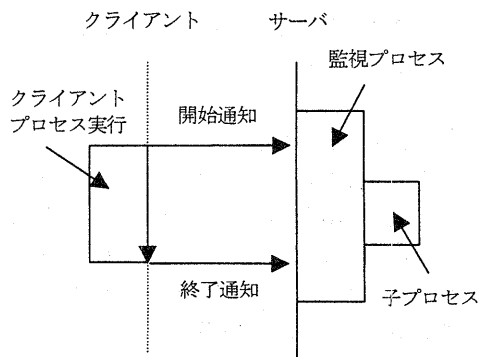 クライアント
サーバ
監視プロセス
クライアント
プロセス実行
開始通知
終了通知
子プロセス